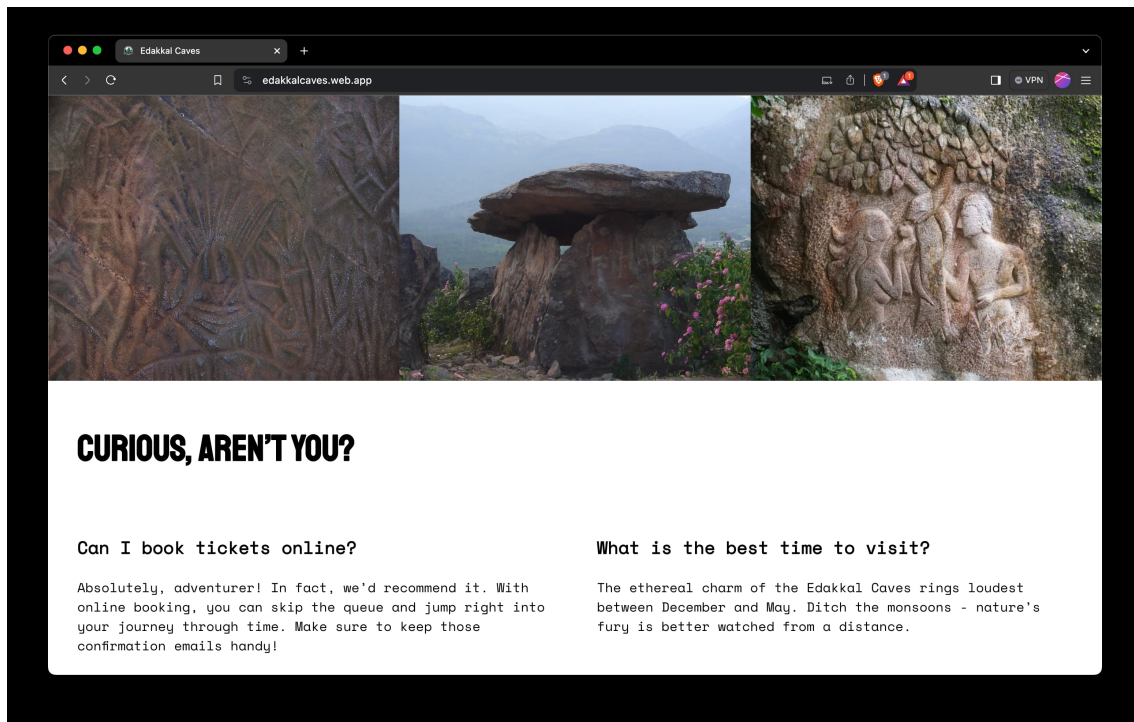 Edakkal Caves
edakkalcaves.web.app
1
1
VPN
CURIOUS, AREN'T YOU?
Can I book tickets online?
Absolutely, adventurer! In fact, we'd recommend it. With
online booking, you can skip the queue and jump right into
your journey through time. Make sure to keep those
confirmation emails handy!
What is the best time to visit?
The ethereal charm of the Edakkal Caves rings loudest
between December and May. Ditch the monsoons - nature's
fury is better watched from a distance.